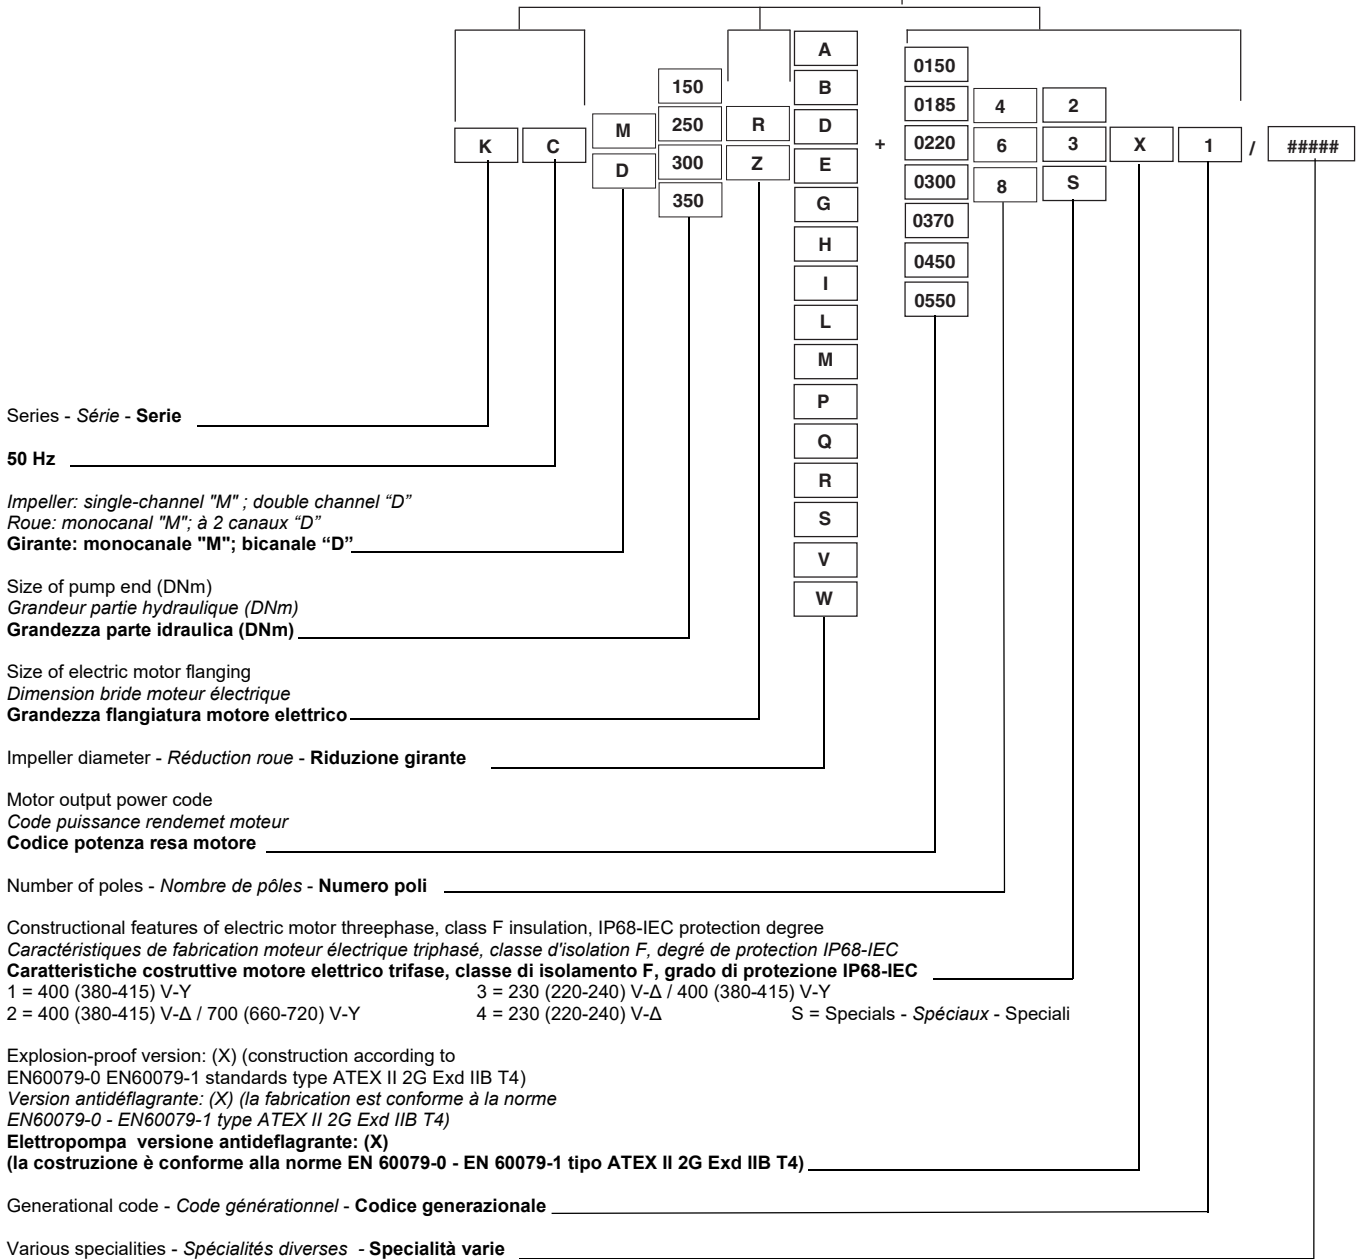 A
0150
150
B
0185
4
2
M
250
R
D
K
C
+
0220
6
3
X
1
/
#####
D
300
Z
E
0300
8
S
350
G
0370
H
0450
I
0550
L
M
P
Q
R
S
V
W
Series - Série - Serie
50 Hz
Impeller: single-channel "M" ; double channel “D”
Roue: monocanal "M"; à 2 canaux “D”
Girante: monocanale "M"; bicanale “D”
Size of pump end (DNm)
Grandeur partie hydraulique (DNm)
Grandezza parte idraulica (DNm)
Size of electric motor flanging
Dimension bride moteur électrique
Grandezza flangiatura motore elettrico
Impeller diameter - Réduction roue - Riduzione girante
Motor output power code
Code puissance rendemet moteur
Codice potenza resa motore
Number of poles - Nombre de pôles - Numero poli
Constructional features of electric motor threephase, class F insulation, IP68-IEC protection degree
Caractéristiques de fabrication moteur électrique triphasé, classe d'isolation F, degré de protection IP68-IEC
Caratteristiche costruttive motore elettrico trifase, classe di isolamento F, grado di protezione IP68-IEC
1 = 400 (380-415) V-Y 3 = 230 (220-240) V-Δ / 400 (380-415) V-Y
2 = 400 (380-415) V-Δ / 700 (660-720) V-Y 4 = 230 (220-240) V-Δ S = Specials - Spéciaux - Speciali
Explosion-proof version: (X) (construction according to
EN60079-0 EN60079-1 standards type ATEX II 2G Exd IIB T4)
Version antidéflagrante: (X) (la fabrication est conforme à la norme
EN60079-0 - EN60079-1 type ATEX II 2G Exd IIB T4)
Elettropompa versione antideflagrante: (X)
(la costruzione è conforme alla norme EN 60079-0 - EN 60079-1 tipo ATEX II 2G Exd IIB T4)
Generational code - Code générationnel - Codice generazionale
Various specialities - Spécialités diverses - Specialità varie